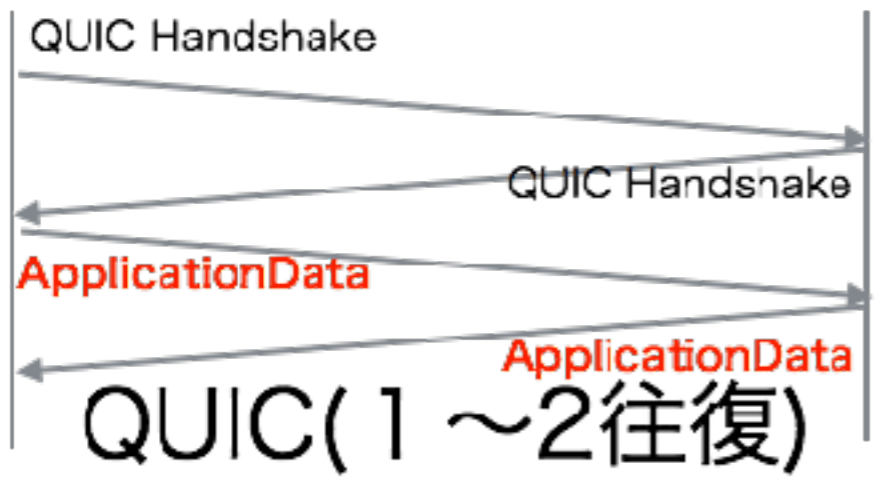 QUIC Handshake
QUIC Handshake
ApplicationData
ApplicationData
QUIC(1〜2往復)